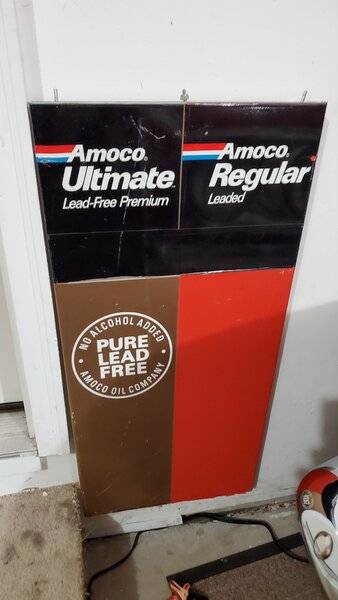 Amoco
Ultimate
Lead-Free Premium
Amoco
Regular
Leaded
NO ALCOHOL ADDED
PURE
LEAD
FREE
AMOCO OIL COMPANY